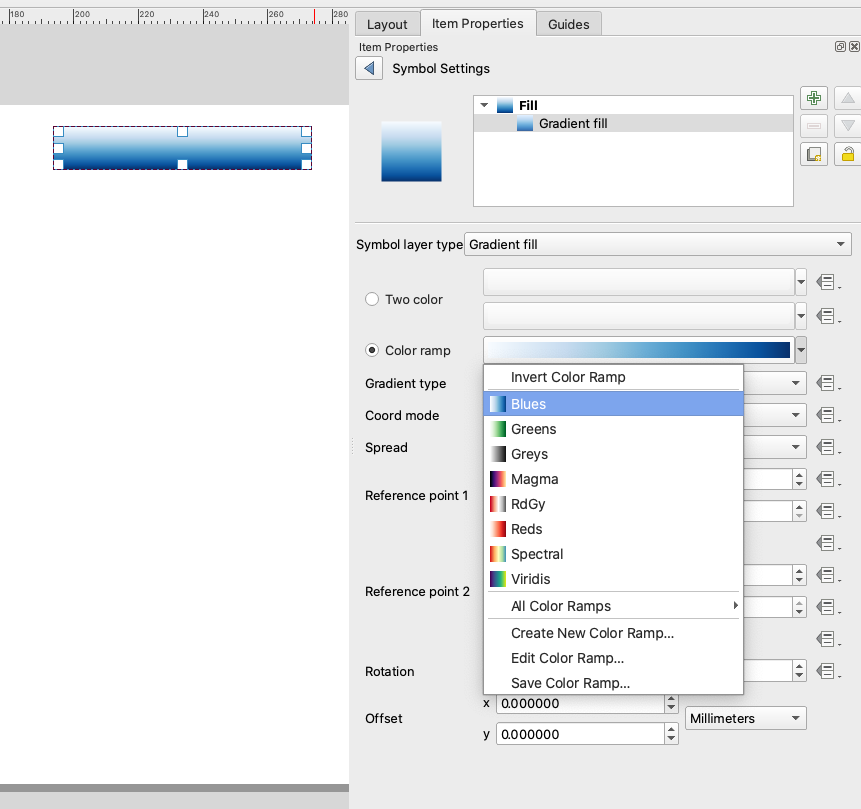 180 200 220 240 260 280
Layout Item Properties Guides
Item Properties
Symbol Settings
Fill
Gradient fill
Symbol layer type Gradient fill
Two color
Color ramp
Invert Color Ramp
Gradient type
Blues
Coord mode
Greens
Spread
Greys
Magma
Reference point 1
RdGy
Reds
Spectral
Viridis
Reference point 2
All Color Ramps
Create New Color Ramp...
Edit Color Ramp...
Rotation
Save Color Ramp...
x 0.000000
Offset
Millimeters
y 0.000000